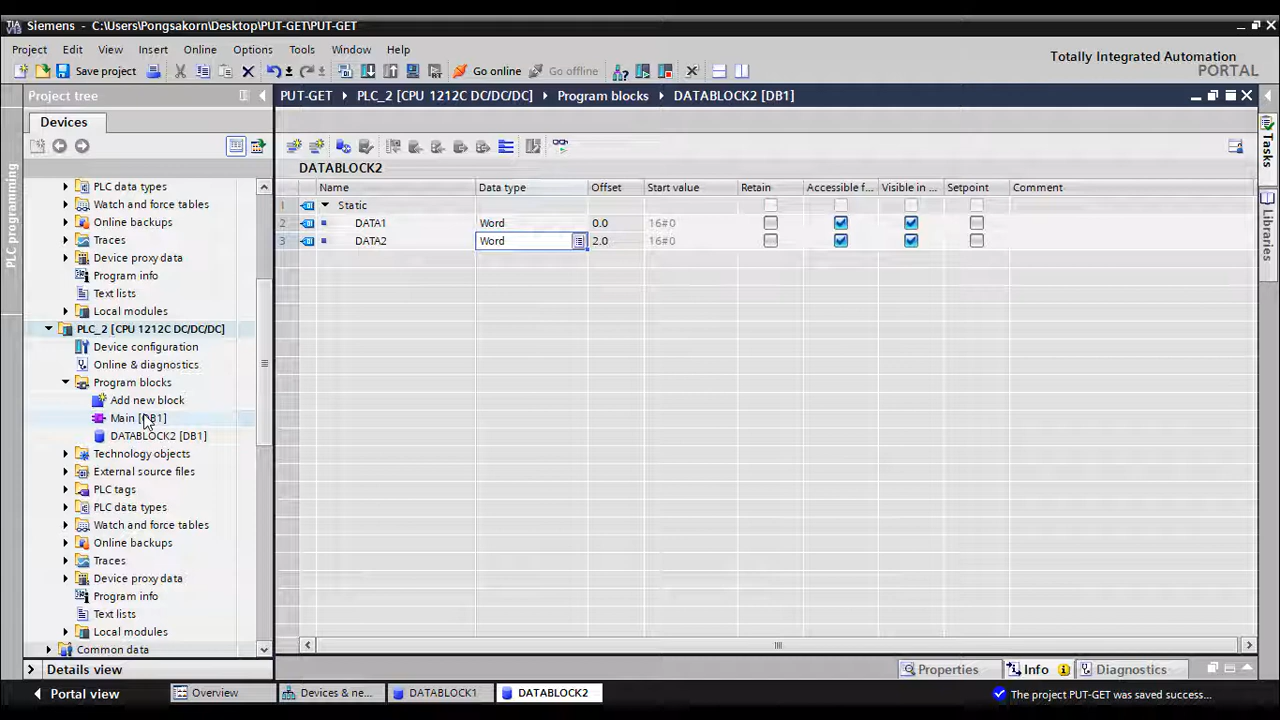 Siemens - C:\Users\Pongsakorn\Desktop\PUT-GET\PUT-GET
Project Edit View Insert Online Options Tools Window Help
Totally Integrated Automation
PORTAL
Save project Go online Go offline
Project tree
PUT-GET PLC_2 [CPU 1212C DC/DC/DC] Program blocks DATABLOCK2 [DB1]
Devices
DATABLOCK2
Name Data type Offset Start value Retain Accessible f... Visible in ... Setpoint Comment
1 Static
2 DATA1 Word 0.0 16#0
3 DATA2 Word 2.0 16#0
PLC data types
Watch and force tables
Online backups
Traces
Device proxy data
Program info
Text lists
Local modules
PLC_2 [CPU 1212C DC/DC/DC]
Device configuration
Online & diagnostics
Program blocks
Add new block
Main [OB1]
DATABLOCK2 [DB1]
Technology objects
External source files
PLC tags
PLC data types
Watch and force tables
Online backups
Traces
Device proxy data
Program info
Text lists
Local modules
Common data
PLC programming
Tasks
Libraries
Details view
Properties Info Diagnostics
Portal view Overview Devices & ne... DATABLOCK1 DATABLOCK2
The project PUT-GET was saved success...